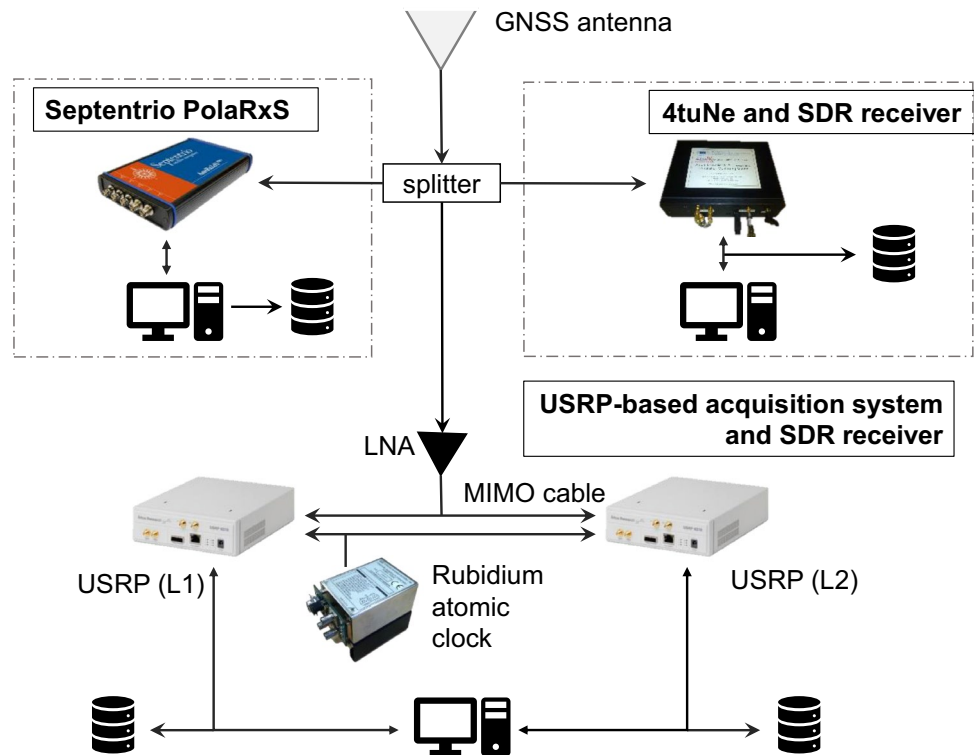 GNSS antenna
Septentrio PolaRxS
4tuNe and SDR receiver
Septentrio
splitter
USRP-based acquisition system
and SDR receiver
LNA
MIMO cable
USRP (L1)
Rubidium
atomic
clock
USRP (L2)